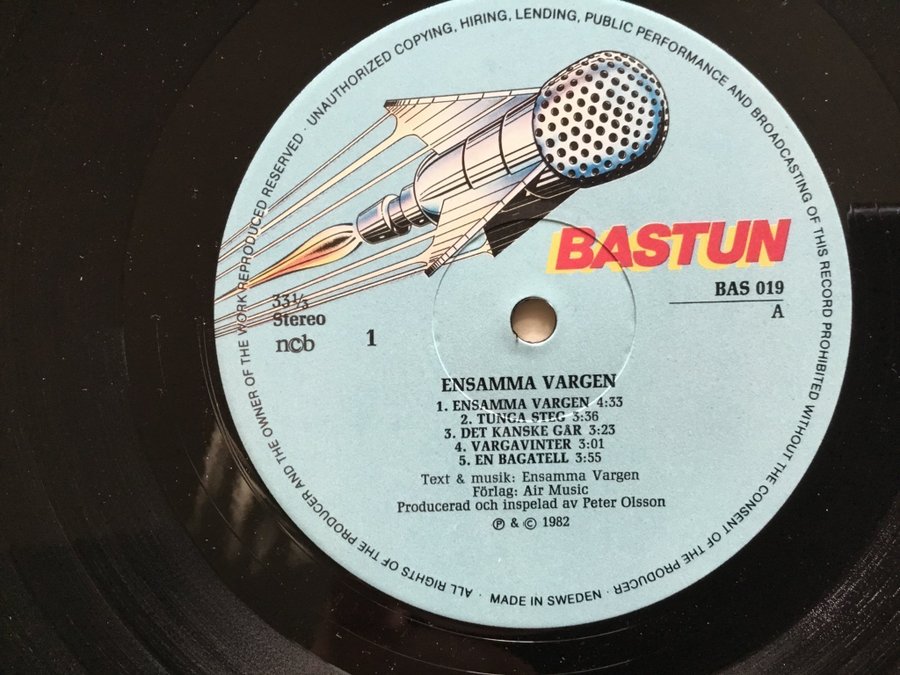 ALL RIGHTS OF THE PRODUCER AND THE OWNER OF THE WORK REPRODUCED RESERVED · UNAUTHORIZED COPYING, HIRING, LENDING, PUBLIC PERFORMANCE AND BROADCASTING OF THIS RECORD PROHIBITED WITHOUT THE CONSENT OF THE PRODUCER ·
BASTUN
BAS 019
A
33⅓
Stereo
ncb
1
ENSAMMA VARGEN
1. ENSAMMA VARGEN 4:33
2. TUNGA STEG 3:36
3. DET KANSKE GÅR 3:23
4. VARGAVINTER 3:01
5. EN BAGATELL 3:55
Text & musik: Ensamma Vargen
Förlag: Air Music
Producerad och inspelad av Peter Olsson
℗ & © 1982
MADE IN SWEDEN ·